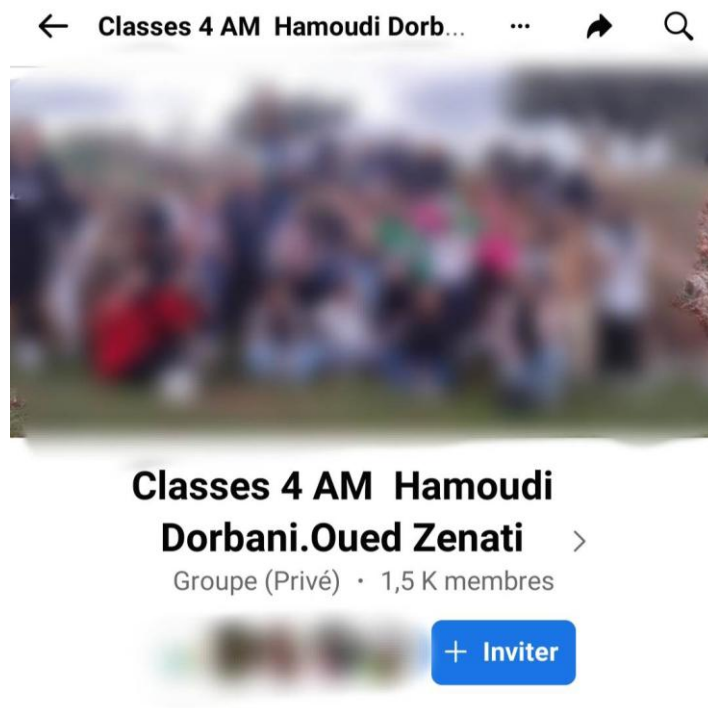 Classes 4 AM Hamoudi Dorb...
Classes 4 AM Hamoudi
Dorbani.Oued Zenati
Groupe (Privé) · 1,5 K membres
+ Inviter